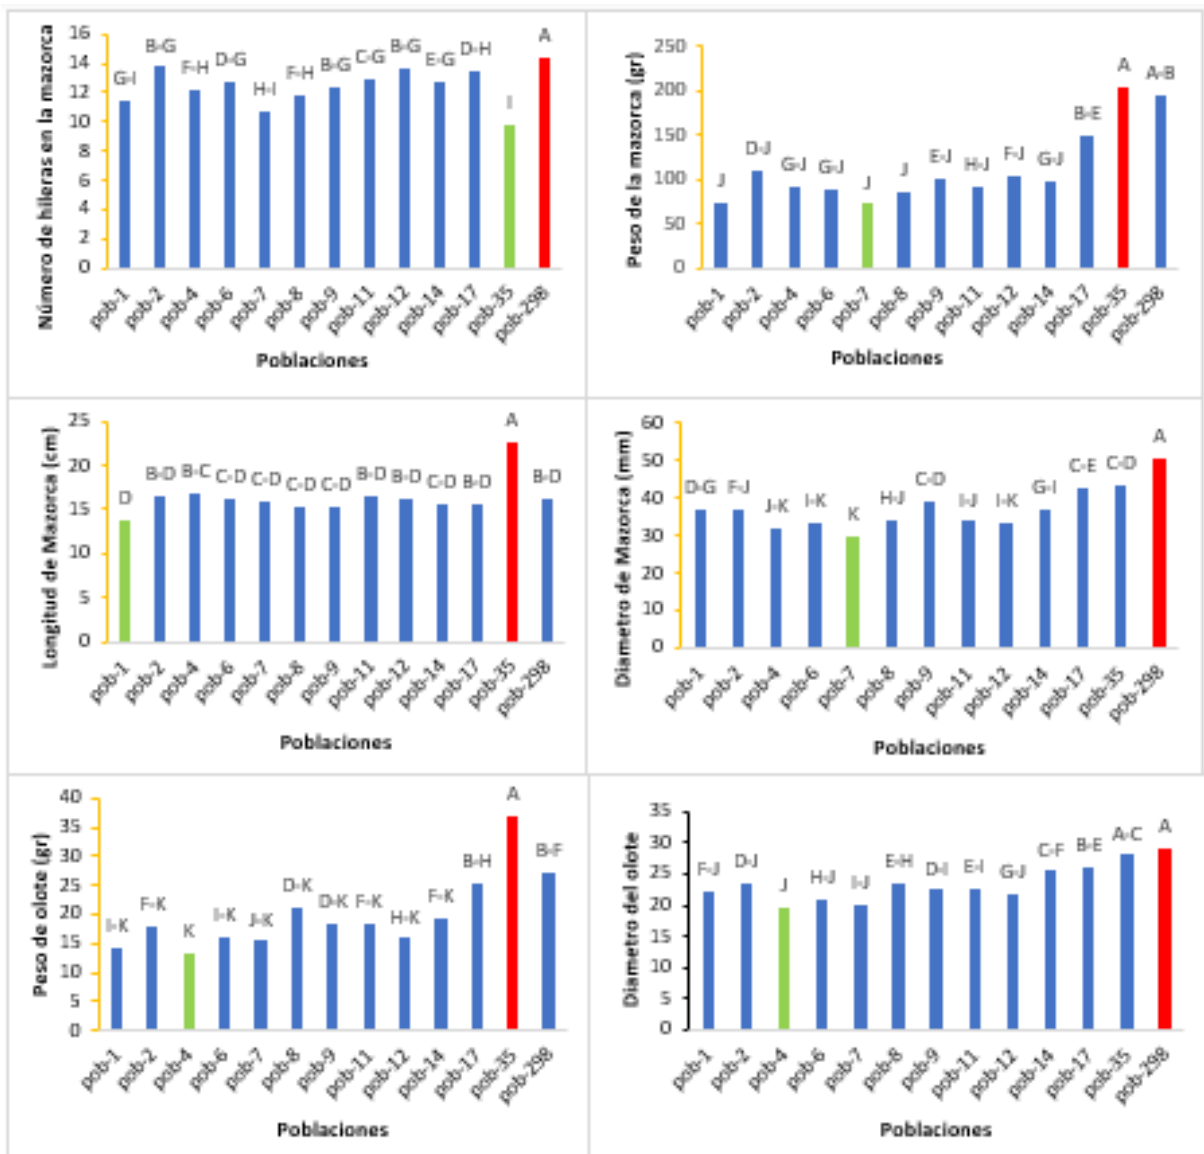 Número de hileras en la mazorca
16
14
12
10
8
6
4
2
0
G-I
B-G
F-H
D-G
H-I
F-H
B-G
C-G
B-G
E-G
D-H
I
A
pob-1
pob-2
pob-4
pob-6
pob-7
pob-8
pob-9
pob-11
pob-12
pob-14
pob-17
pob-35
pob-298
Poblaciones
Peso de la mazorca (gr)
250
200
150
100
50
0
J
D-J
G-J
G-J
J
J
E-J
H-J
F-J
G-J
B-E
A
A-B
pob-1
pob-2
pob-4
pob-6
pob-7
pob-8
pob-9
pob-11
pob-12
pob-14
pob-17
pob-35
pob-298
Poblaciones
Longitud de Mazorca (cm)
25
20
15
10
5
0
D
B-D
B-C
C-D
C-D
C-D
C-D
B-D
B-D
C-D
B-D
A
B-D
pob-1
pob-2
pob-4
pob-6
pob-7
pob-8
pob-9
pob-11
pob-12
pob-14
pob-17
pob-35
pob-298
Poblaciones
Diametro de Mazorca (mm)
60
50
40
30
20
10
0
D-G
F-J
J-K
I-K
K
H-J
C-D
I-J
I-K
G-I
C-E
C-D
A
pob-1
pob-2
pob-4
pob-6
pob-7
pob-8
pob-9
pob-11
pob-12
pob-14
pob-17
pob-35
pob-298
Poblaciones
Peso de olote (gr)
40
35
30
25
20
15
10
5
0
I-K
F-K
K
I-K
J-K
D-K
D-K
F-K
H-K
F-K
B-H
A
B-F
pob-1
pob-2
pob-4
pob-6
pob-7
pob-8
pob-9
pob-11
pob-12
pob-14
pob-17
pob-35
pob-298
Poblaciones
Diametro del olote
35
30
25
20
15
10
5
0
F-J
D-J
J
H-J
I-J
E-H
D-I
E-I
G-J
C-F
B-E
A-C
A
pob-1
pob-2
pob-4
pob-6
pob-7
pob-8
pob-9
pob-11
pob-12
pob-14
pob-17
pob-35
pob-298
Poblaciones